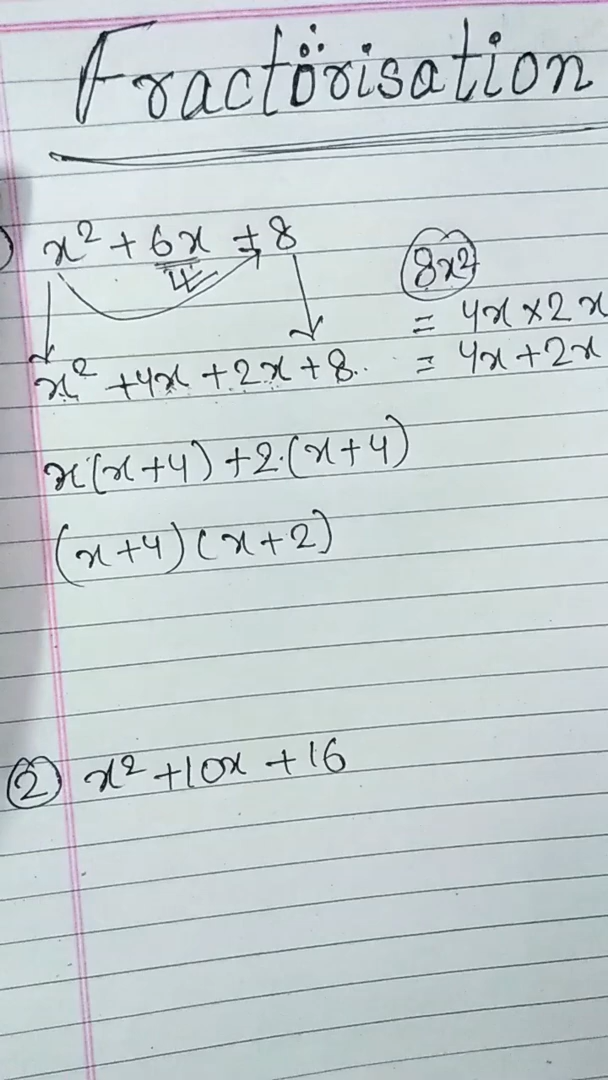 Fractorisation
x² + 6x + 8
8x²
= 4x × 2x
x² + 4x + 2x + 8
= 4x + 2x
x(x+4) + 2.(x+4)
(x+4)(x+2)
② x² + 10x + 16